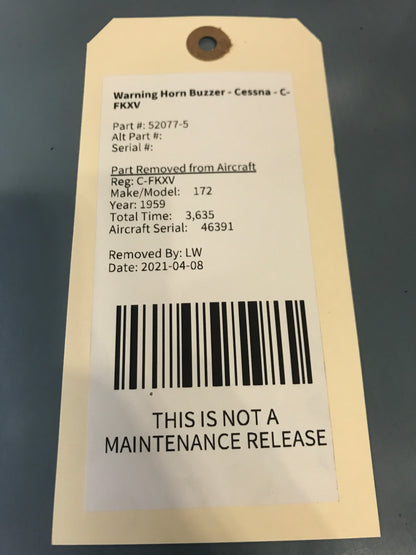 Warning Horn Buzzer - Cessna - C-
FKXV
Part #: 52077-5
Alt Part #:
Serial #:
Part Removed from Aircraft
Reg: C-FKXV
Make/Model: 172
Year: 1959
Total Time: 3,635
Aircraft Serial: 46391
Removed By: LW
Date: 2021-04-08
THIS IS NOT A
MAINTENANCE RELEASE